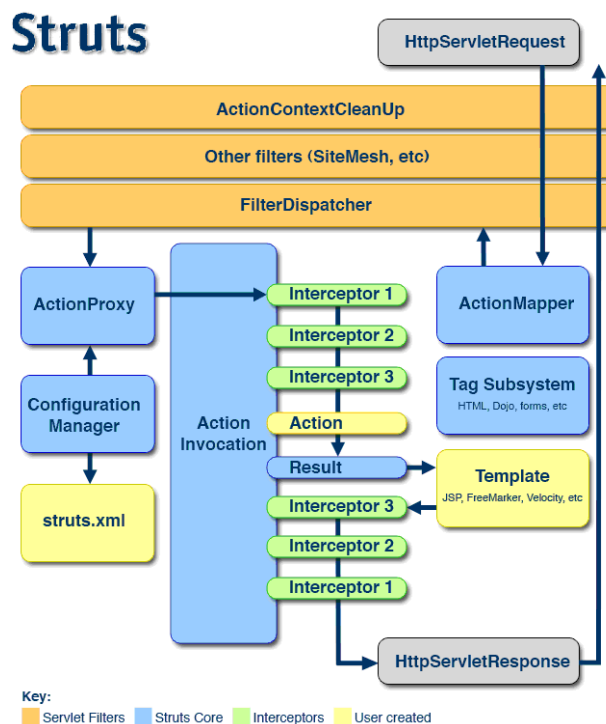 Struts
HttpServletRequest
ActionContextCleanUp
Other filters (SiteMesh, etc)
FilterDispatcher
ActionProxy
Interceptor 1
ActionMapper
Interceptor 2
Interceptor 3
Tag Subsystem
HTML, Dojo, forms, etc
Configuration
Manager
Action
Invocation
Action
Result
Template
JSP, FreeMarker, Velocity, etc
struts.xml
Interceptor 3
Interceptor 2
Interceptor 1
HttpServletResponse
Key:
Servlet Filters
Struts Core
Interceptors
User created